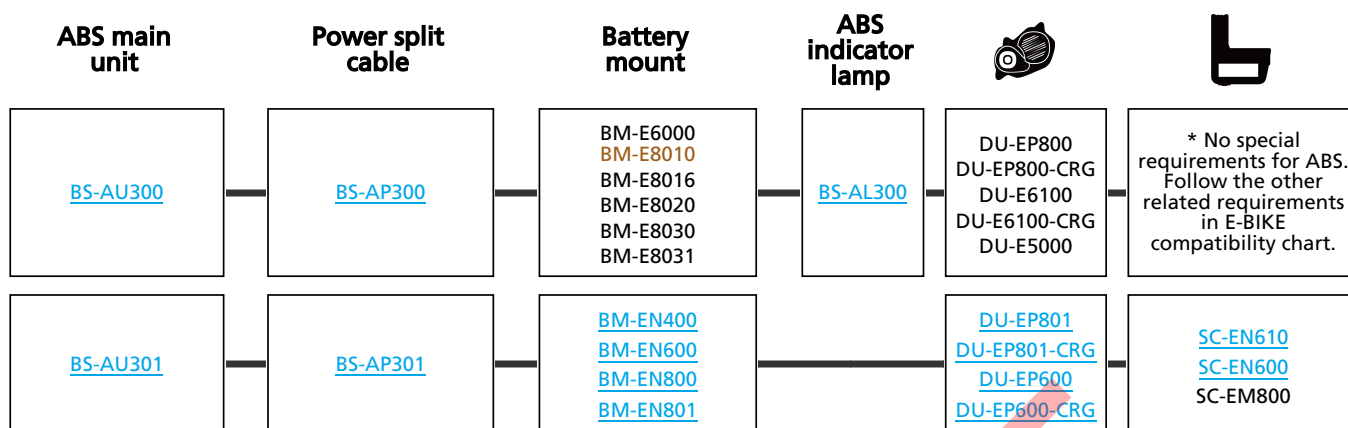 ABS main
unit
Power split
cable
Battery
mount
ABS
indicator
lamp
BS-AU300
BS-AP300
BM-E6000
BM-E8010
BM-E8016
BM-E8020
BM-E8030
BM-E8031
BS-AL300
DU-EP800
DU-EP800-CRG
DU-E6100
DU-E6100-CRG
DU-E5000
* No special
requirements for ABS.
Follow the other
related requirements
in E-BIKE
compatibility chart.
BS-AU301
BS-AP301
BM-EN400
BM-EN600
BM-EN800
BM-EN801
DU-EP801
DU-EP801-CRG
DU-EP600
DU-EP600-CRG
SC-EN610
SC-EN600
SC-EM800